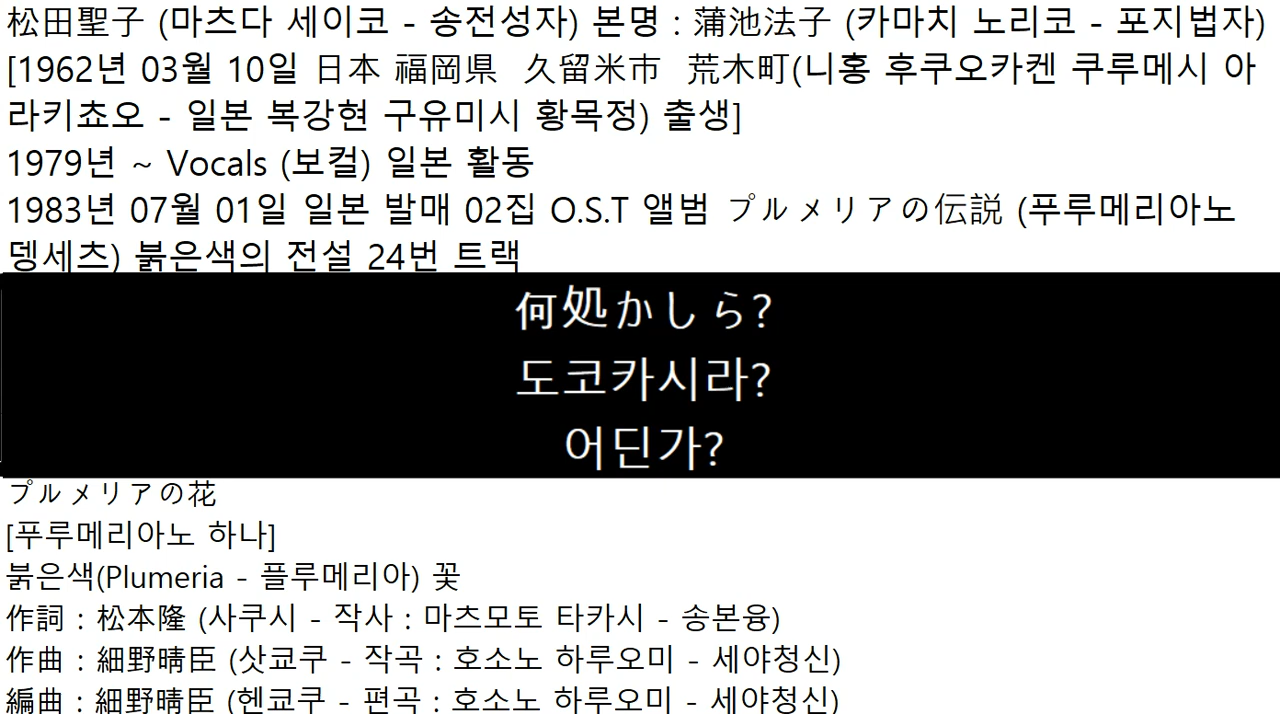 松田聖子 (마츠다 세이코 - 송전성자) 본명 : 蒲池法子 (카마치 노리코 - 포지법자)
[1962년 03월 10일 日本 福岡県 久留米市 荒木町(니홍 후쿠오카켄 쿠루메시 아
라키쵸오 - 일본 복강현 구유미시 황목정) 출생]
1979년 ~ Vocals (보컬) 일본 활동
1983년 07월 01일 일본 발매 02집 O.S.T 앨범 プルメリアの伝説 (푸루메리아노
뎅세츠) 붉은색의 전설 24번 트랙
何処かしら?
도코카시라?
어딘가?
プルメリアの花
[푸루메리아노 하나]
붉은색(Plumeria - 플루메리아) 꽃
作詞 : 松本隆 (사쿠시 - 작사 : 마츠모토 타카시 - 송본융)
作曲 : 細野晴臣 (삿쿄쿠 - 작곡 : 호소노 하루오미 - 세야청신)
編曲 : 細野晴臣 (헨쿄쿠 - 편곡 : 호소노 하루오미 - 세야청신)